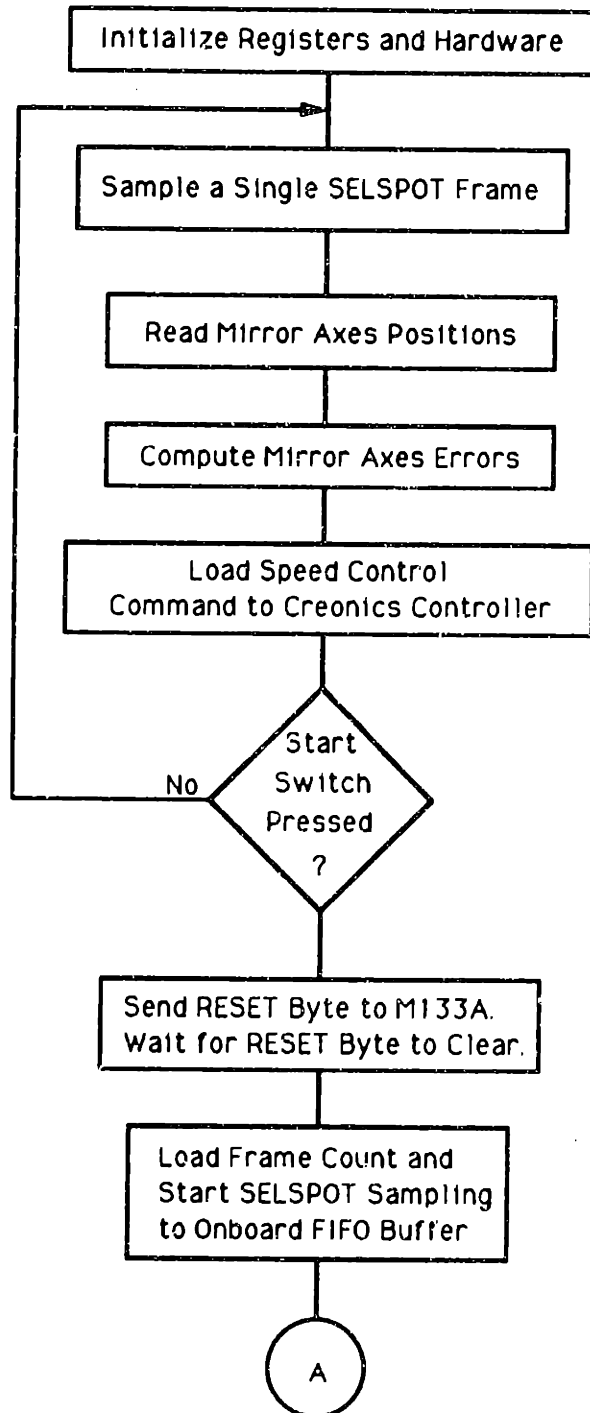 Initialize Registers and Hardware
Sample a Single SELSPOT Frame
Read Mirror Axes Positions
Compute Mirror Axes Errors
Load Speed Control
Command to Creonics Controller
Start
Switch
Pressed
?
No
Send RESET Byte to M133A.
Wait for RESET Byte to Clear.
Load Frame Count and
Start SELSPOT Sampling
to Onboard FIFO Buffer
A